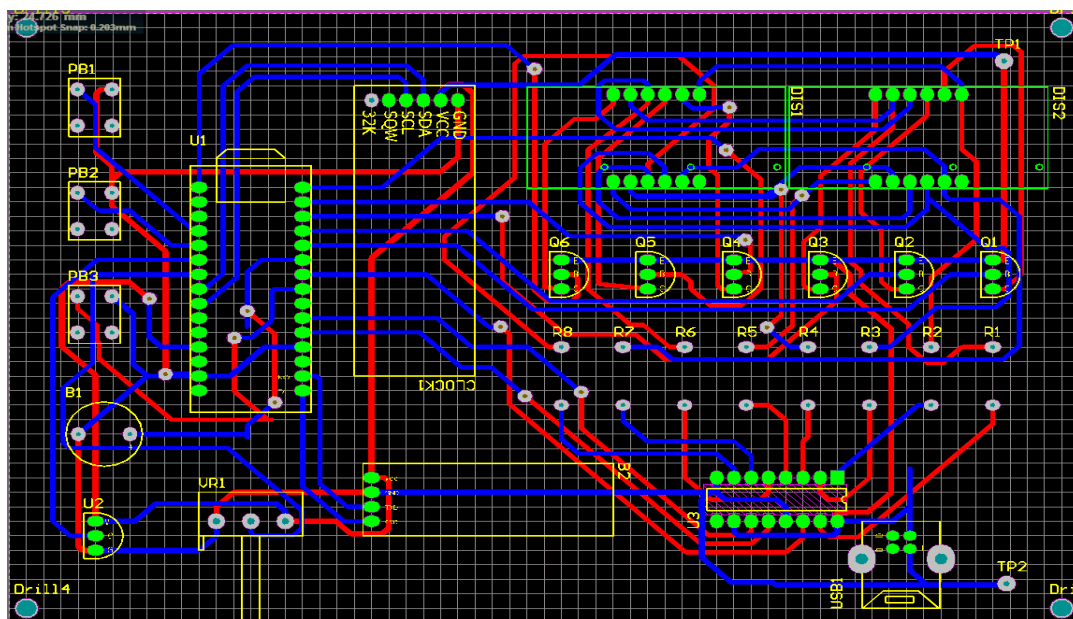 y: 24.726 mm
Hotspot Snap: 0.203mm
TP1
PB1
U1
32K
SQW
SCL
SDA
VCC
GND
DIS1
DIS2
PB2
Q6
Q5
Q4
Q3
Q2
Q1
PB3
R8
R7
R6
R5
R4
R3
R2
R1
CLOCK1
B1
B2
VR1
U2
U3
TP2
USB1
Drill4